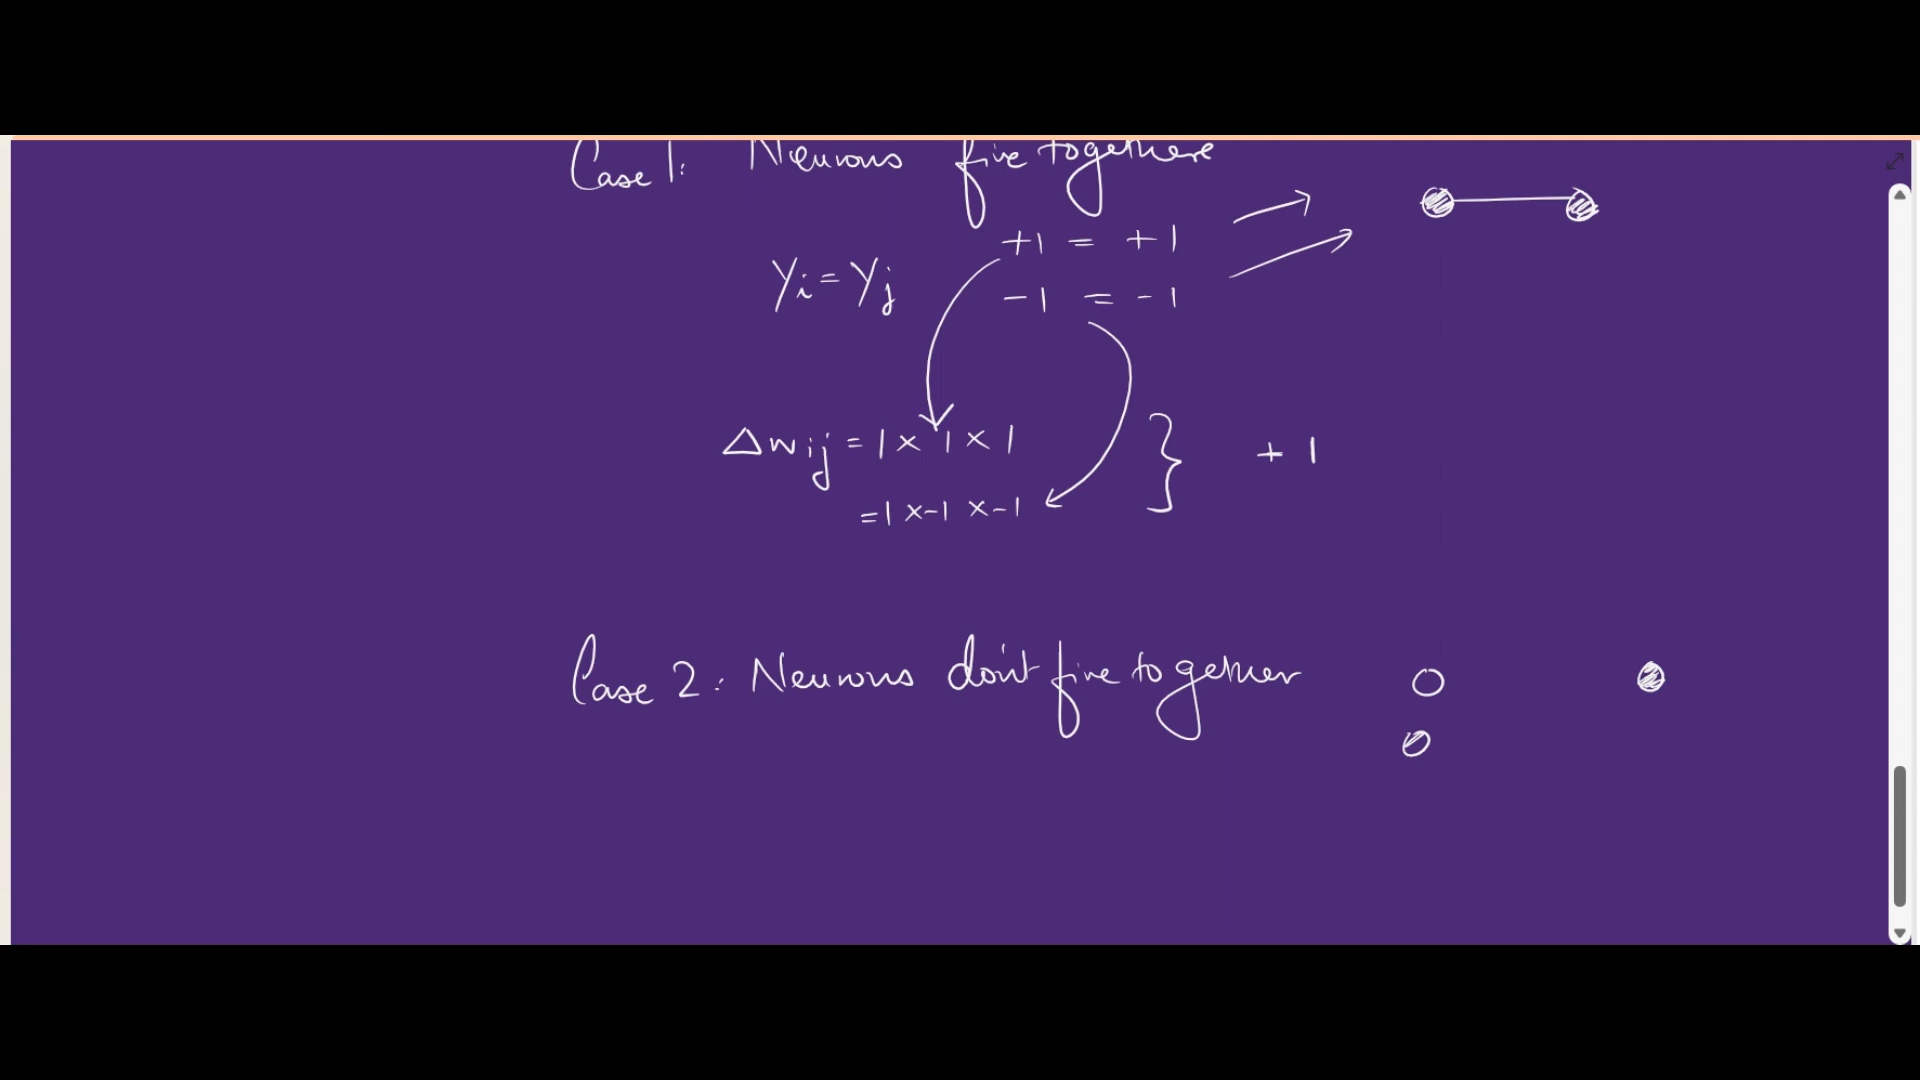 Case 1: Neurons fire together
+1 = +1
Yi = Yj
-1 = -1
Δwij = 1 x 1 x 1
+ 1
= 1 x -1 x -1
Case 2: Neurons don't fire together